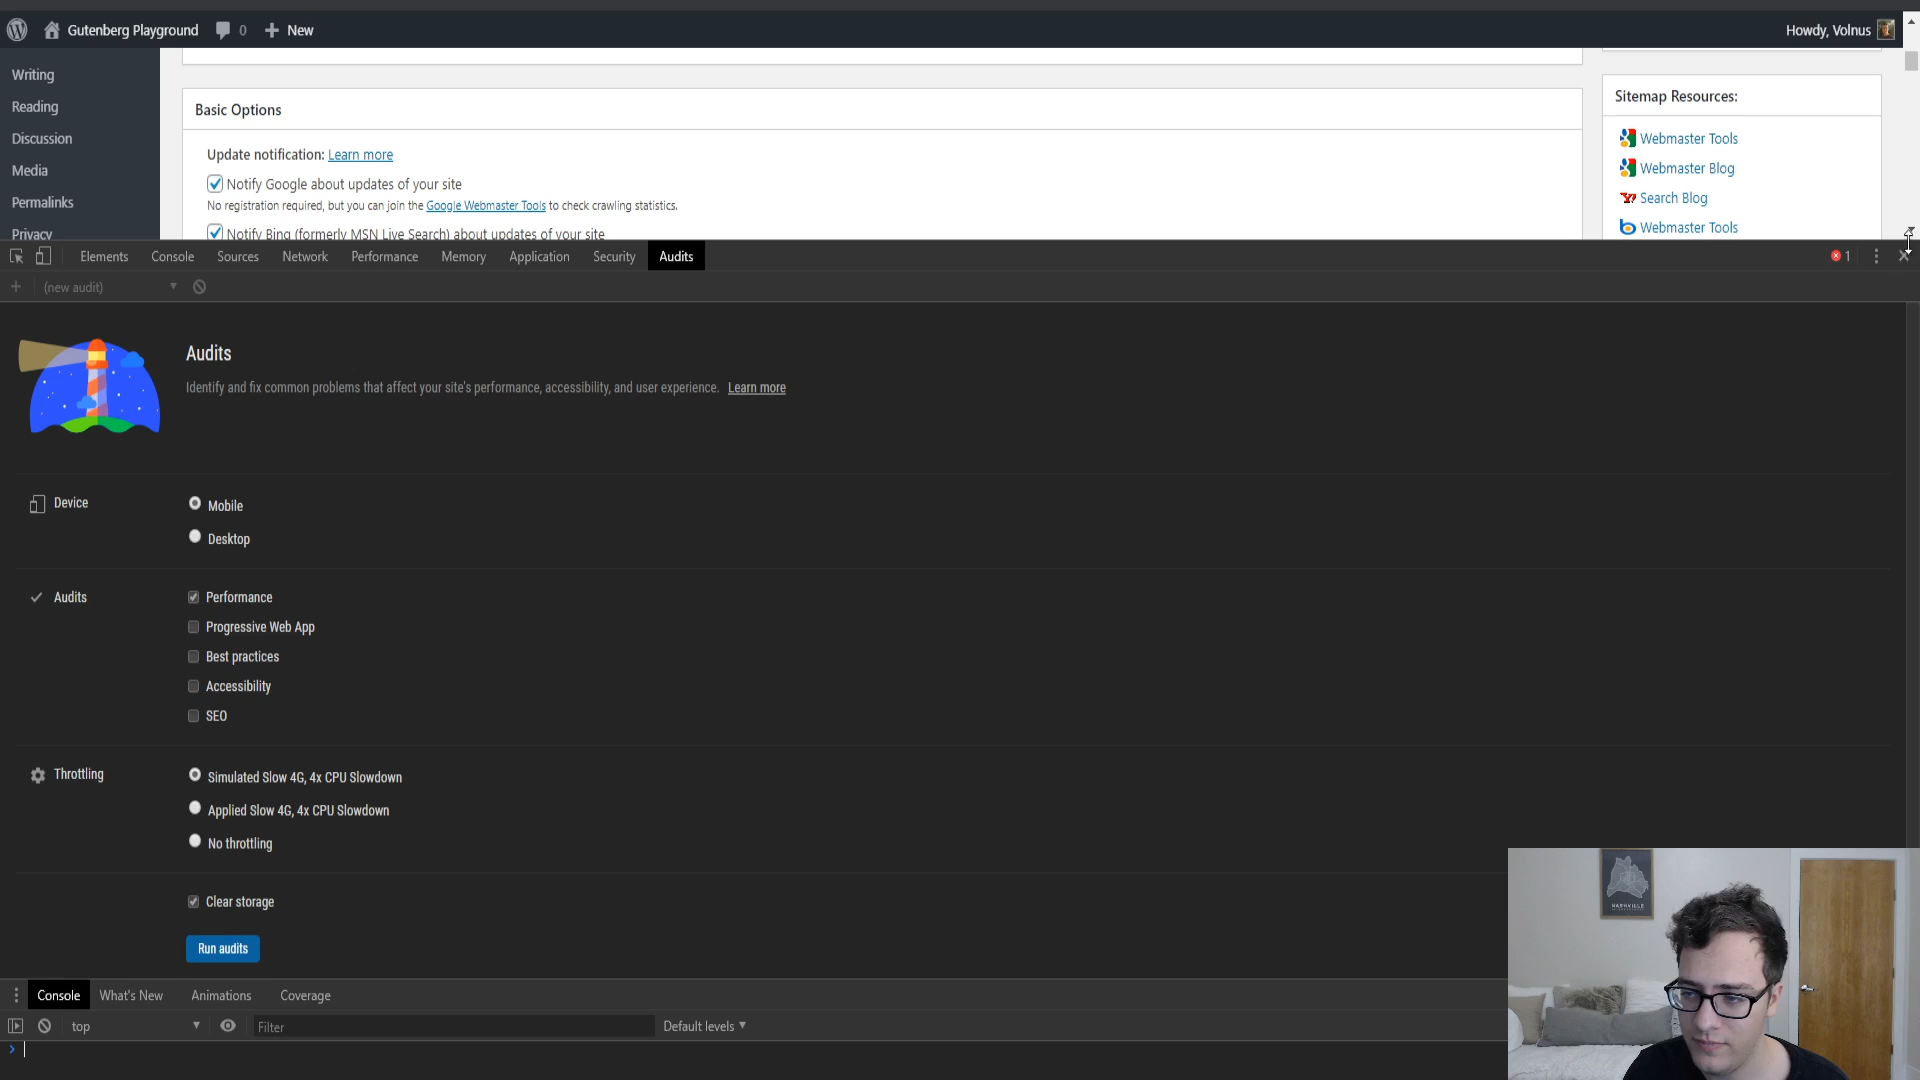 Gutenberg Playground 0 New Howdy, Volnus
Writing
Reading
Discussion
Media
Permalinks
Privacy
Basic Options
Update notification: Learn more
Notify Google about updates of your site
No registration required, but you can join the Google Webmaster Tools to check crawling statistics.
Notify Bing (formerly MSN Live Search) about updates of your site
Sitemap Resources:
Webmaster Tools
Webmaster Blog
Search Blog
Webmaster Tools
Elements Console Sources Network Performance Memory Application Security Audits 1
(new audit)
Audits
Identify and fix common problems that affect your site's performance, accessibility, and user experience. Learn more
Device
Mobile
Desktop
Audits
Performance
Progressive Web App
Best practices
Accessibility
SEO
Throttling
Simulated Slow 4G, 4x CPU Slowdown
Applied Slow 4G, 4x CPU Slowdown
No throttling
Clear storage
Run audits
Console What's New Animations Coverage
top Filter Default levels
NASHVILLE